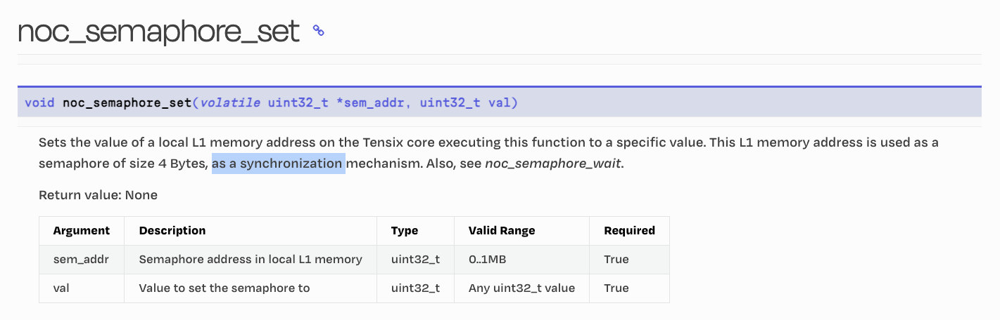 noc_semaphore_set
void noc_semaphore_set(volatile uint32_t *sem_addr, uint32_t val)
Sets the value of a local L1 memory address on the Tensix core executing this function to a specific value. This L1 memory address is used as a
semaphore of size 4 Bytes, as a synchronization mechanism. Also, see noc_semaphore_wait.
Return value: None
Argument Description Type Valid Range Required
sem_addr Semaphore address in local L1 memory uint32_t 0..1MB True
val Value to set the semaphore to uint32_t Any uint32_t value True